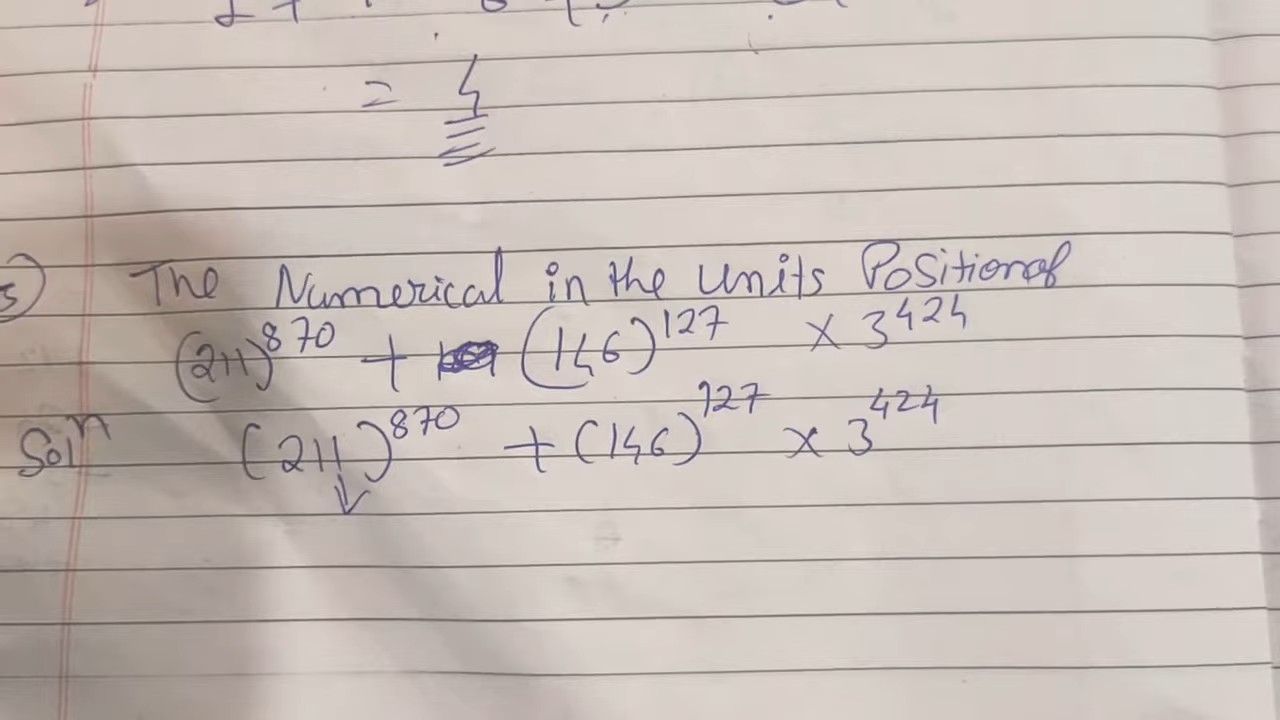 = 4
5) The Numerical in the Units Position of
(211)^870 + (146)^127 × 3^424
Sol^n (211)^870 + (146)^127 × 3^424